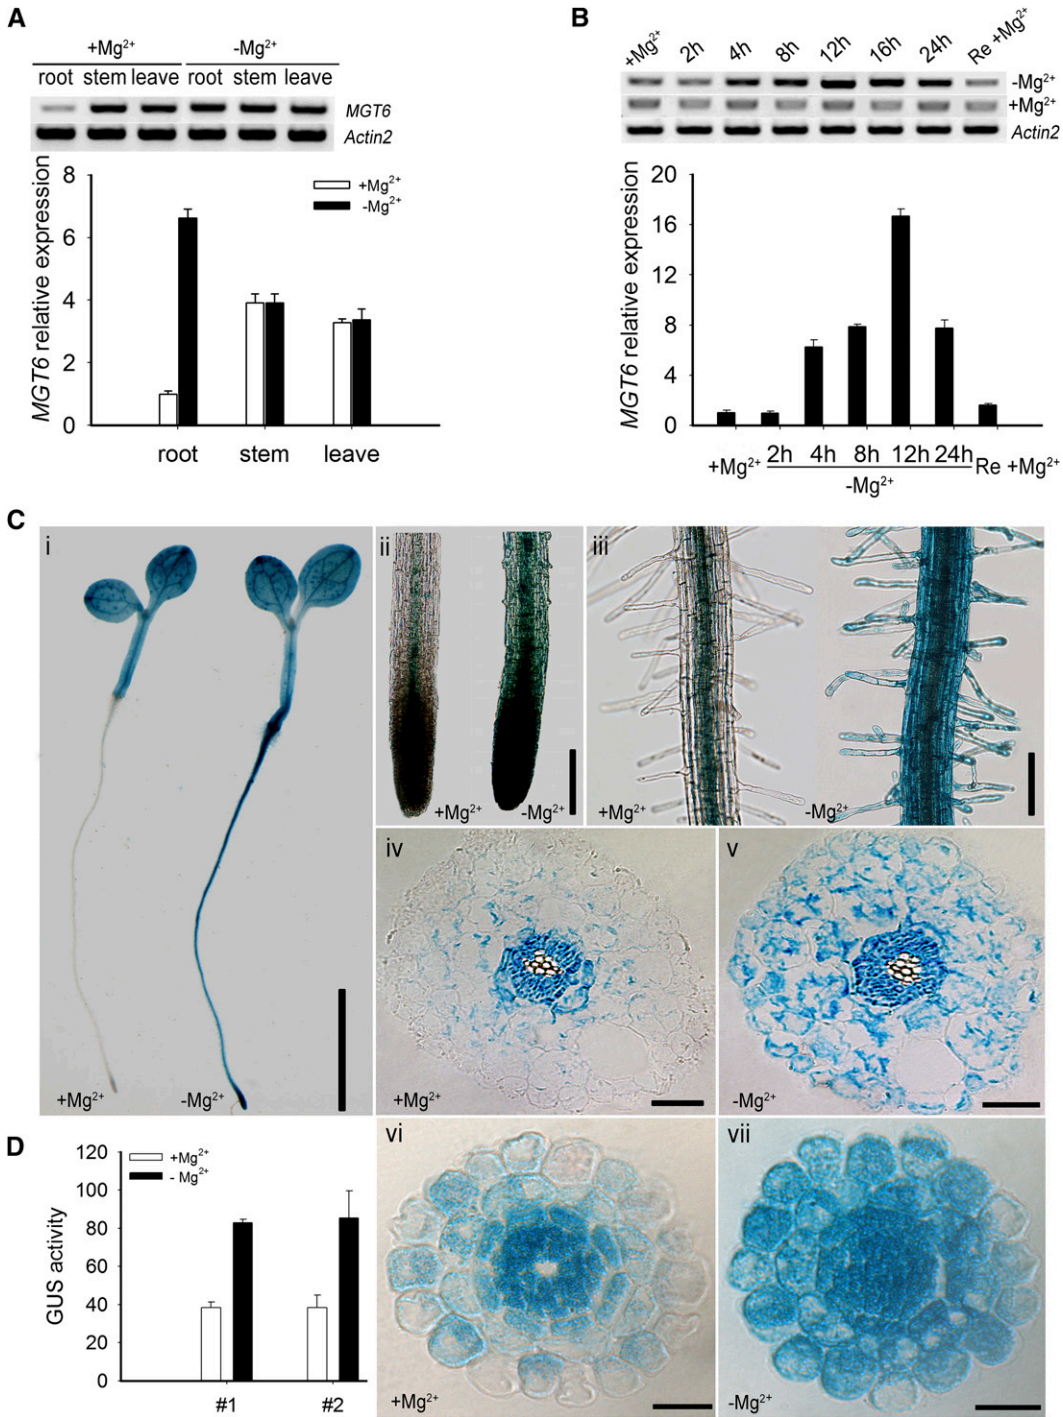 A
+Mg²⁺ -Mg²⁺
root stem leave root stem leave
MGT6
Actin2
MGT6 relative expression
8
6
4
2
0
+Mg²⁺
-Mg²⁺
root stem leave
B
+Mg²⁺ 2h 4h 8h 12h 16h 24h Re +Mg²⁺
-Mg²⁺
+Mg²⁺
Actin2
MGT6 relative expression
20
16
12
8
4
0
+Mg²⁺ 2h 4h 8h 12h 24h Re +Mg²⁺
-Mg²⁺
C
i
+Mg²⁺ -Mg²⁺
ii
+Mg²⁺ -Mg²⁺
iii
+Mg²⁺ -Mg²⁺
iv
+Mg²⁺
v
-Mg²⁺
vi
+Mg²⁺
vii
-Mg²⁺
D
GUS activity
120
100
80
60
40
20
0
+Mg²⁺
- Mg²⁺
#1 #2